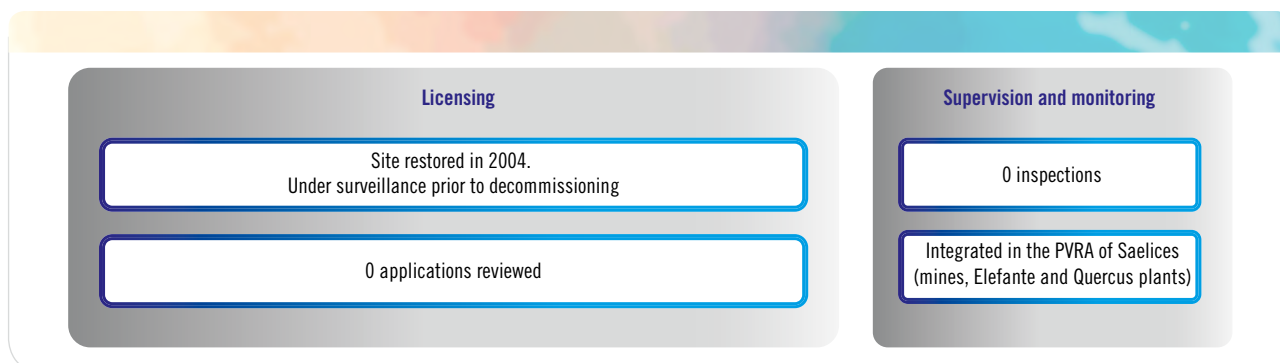 Licensing
Site restored in 2004.
Under surveillance prior to decommissioning
0 applications reviewed
Supervision and monitoring
0 inspections
Integrated in the PVRA of Saelices
(mines, Elefante and Quercus plants)